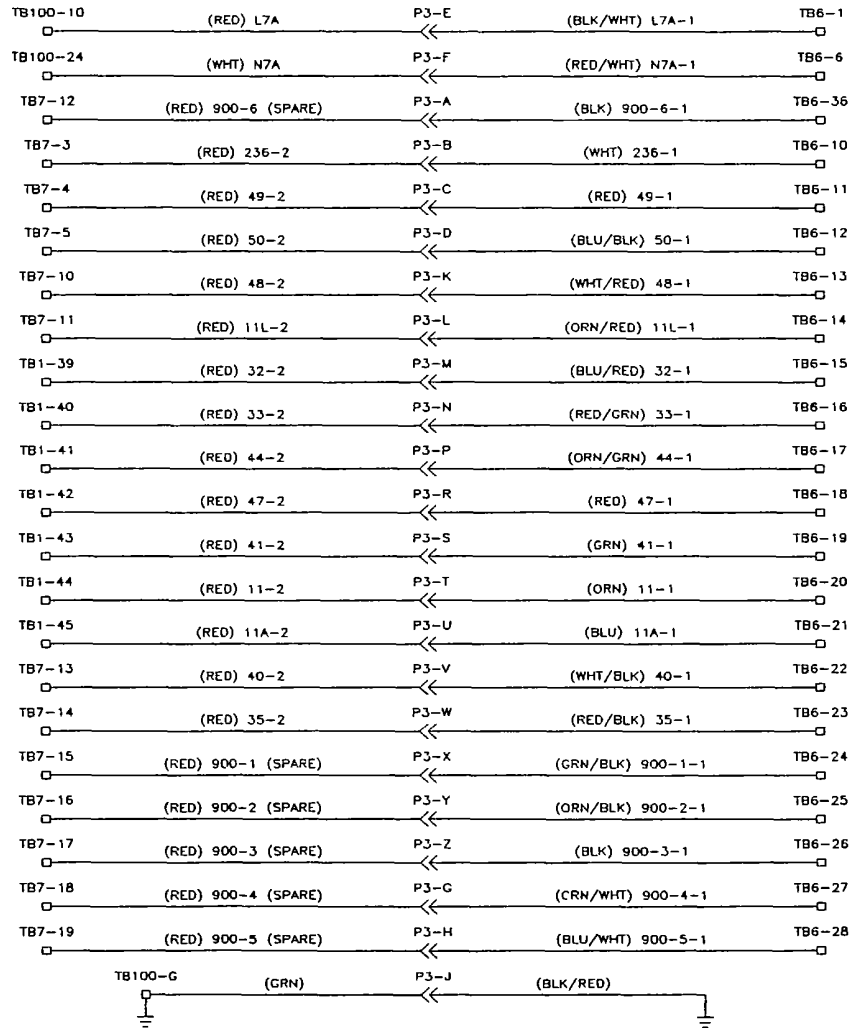 TB100-10 (RED) L7A P3-E (BLK/WHT) L7A-1 TB6-1
TB100-24 (WHT) N7A P3-F (RED/WHT) N7A-1 TB6-6
TB7-12 (RED) 900-6 (SPARE) P3-A (BLK) 900-6-1 TB6-36
TB7-3 (RED) 236-2 P3-B (WHT) 236-1 TB6-10
TB7-4 (RED) 49-2 P3-C (RED) 49-1 TB6-11
TB7-5 (RED) 50-2 P3-D (BLU/BLK) 50-1 TB6-12
TB7-10 (RED) 48-2 P3-K (WHT/RED) 48-1 TB6-13
TB7-11 (RED) 11L-2 P3-L (ORN/RED) 11L-1 TB6-14
TB1-39 (RED) 32-2 P3-M (BLU/RED) 32-1 TB6-15
TB1-40 (RED) 33-2 P3-N (RED/GRN) 33-1 TB6-16
TB1-41 (RED) 44-2 P3-P (ORN/GRN) 44-1 TB6-17
TB1-42 (RED) 47-2 P3-R (RED) 47-1 TB6-18
TB1-43 (RED) 41-2 P3-S (GRN) 41-1 TB6-19
TB1-44 (RED) 11-2 P3-T (ORN) 11-1 TB6-20
TB1-45 (RED) 11A-2 P3-U (BLU) 11A-1 TB6-21
TB7-13 (RED) 40-2 P3-V (WHT/BLK) 40-1 TB6-22
TB7-14 (RED) 35-2 P3-W (RED/BLK) 35-1 TB6-23
TB7-15 (RED) 900-1 (SPARE) P3-X (GRN/BLK) 900-1-1 TB6-24
TB7-16 (RED) 900-2 (SPARE) P3-Y (ORN/BLK) 900-2-1 TB6-25
TB7-17 (RED) 900-3 (SPARE) P3-Z (BLK) 900-3-1 TB6-26
TB7-18 (RED) 900-4 (SPARE) P3-G (GRN/WHT) 900-4-1 TB6-27
TB7-19 (RED) 900-5 (SPARE) P3-H (BLU/WHT) 900-5-1 TB6-28
TB100-G (GRN) P3-J (BLK/RED)